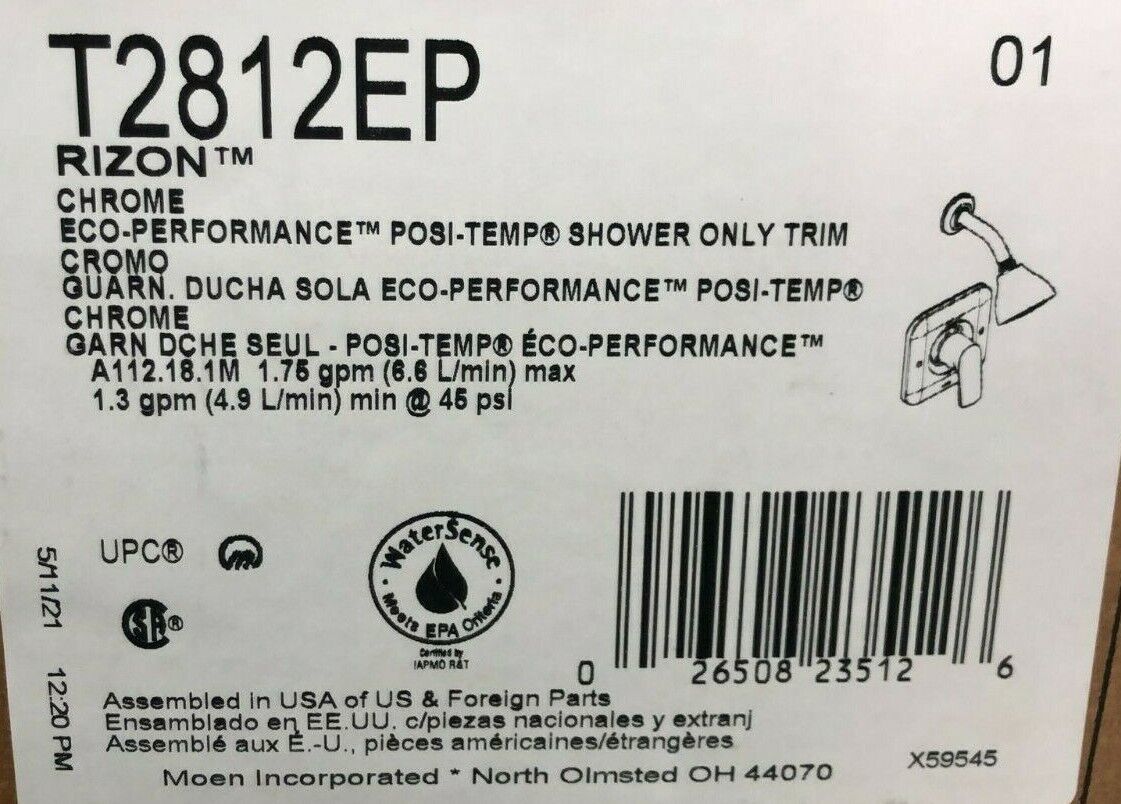 T2812EP
01
RIZON™
CHROME
ECO-PERFORMANCE™ POSI-TEMP® SHOWER ONLY TRIM
CROMO
GUARN. DUCHA SOLA ECO-PERFORMANCE™ POSI-TEMP®
CHROME
GARN DCHE SEUL - POSI-TEMP® ÉCO-PERFORMANCE™
A112.18.1M 1.75 gpm (6.6 L/min) max
1.3 gpm (4.9 L/min) min @ 45 psi
UPC®
WaterSense
Meets EPA Criteria
Certified by
IAPMO R&T
SA®
0 26508 23512 6
5/11/21 12:20 PM
Assembled in USA of US & Foreign Parts
Ensamblado en EE.UU. c/piezas nacionales y extranj
Assemblé aux É.-U., pièces américaines/étrangères
Moen Incorporated * North Olmsted OH 44070
X59545